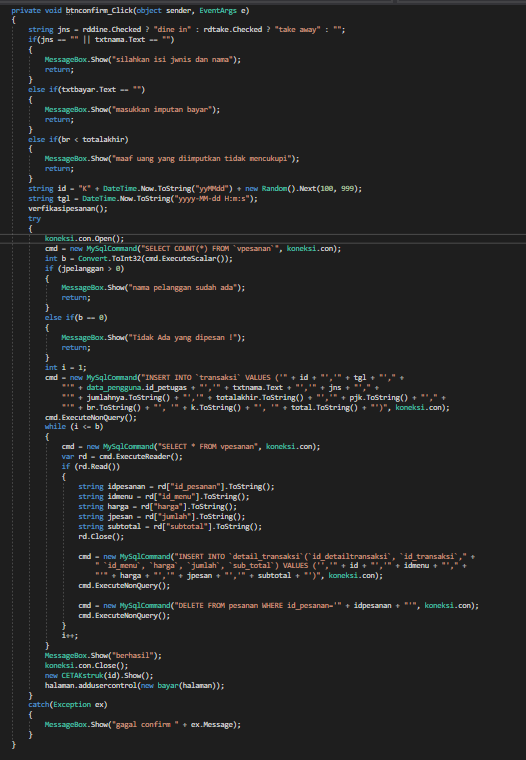 private void btnconfirm_Click(object sender, EventArgs e)
{
string jns = rddine.Checked ? "dine in" : rdtake.Checked ? "take away" : "";
if(jns == "" || txtnama.Text == "")
{
MessageBox.Show("silahkan isi jwnis dan nama");
return;
}
else if(txtbayar.Text == "")
{
MessageBox.Show("masukkan imputan bayar");
return;
}
else if(br < totalakhir)
{
MessageBox.Show("maaf uang yang diimputkan tidak mencukupi");
return;
}
string id = "K" + DateTime.Now.ToString("yyMMdd") + new Random().Next(100, 999);
string tgl = DateTime.Now.ToString("yyyy-MM-dd H:m:s");
verfikasipesanan();
try
{
koneksi.con.Open();
cmd = new MySqlCommand("SELECT COUNT(*) FROM `vpesanan`", koneksi.con);
int b = Convert.ToInt32(cmd.ExecuteScalar());
if (jpelanggan > 0)
{
MessageBox.Show("nama pelanggan sudah ada");
return;
}
else if(b == 0)
{
MessageBox.Show("Tidak Ada yang dipesan !");
return;
}
int i = 1;
cmd = new MySqlCommand("INSERT INTO `transaksi` VALUES ('" + id + "','" + tgl + "'," +
"'" + data_pengguna.id_petugas + "','" + txtnama.Text + "','" + jns + "'," +
"'" + jumlahnya.ToString() + "','" + totalakhir.ToString() + "','" + pjk.ToString() + "'," +
"'" + br.ToString() + "', '" + k.ToString() + "', '" + total.ToString() + "')", koneksi.con);
cmd.ExecuteNonQuery();
while (i <= b)
{
cmd = new MySqlCommand("SELECT * FROM vpesanan", koneksi.con);
var rd = cmd.ExecuteReader();
if (rd.Read())
{
string idpesanan = rd["id_pesanan"].ToString();
string idmenu = rd["id_menu"].ToString();
string harga = rd["harga"].ToString();
string jpesan = rd["jumlah"].ToString();
string subtotal = rd["subtotal"].ToString();
rd.Close();
cmd = new MySqlCommand("INSERT INTO `detail_transaksi`(`id_detailtransaksi`, `id_transaksi`," +
" `id_menu`, `harga`, `jumlah`, `sub_total`) VALUES ('','" + id + "','" + idmenu + "'," +
"'" + harga + "','" + jpesan + "','" + subtotal + "')", koneksi.con);
cmd.ExecuteNonQuery();
cmd = new MySqlCommand("DELETE FROM pesanan WHERE id_pesanan='" + idpesanan + "'", koneksi.con);
cmd.ExecuteNonQuery();
}
i++;
}
MessageBox.Show("berhasil");
koneksi.con.Close();
new CETAKstruk(id).Show();
halaman.addusercontrol(new bayar(halaman));
}
catch(Exception ex)
{
MessageBox.Show("gagal confirm " + ex.Message);
}
}